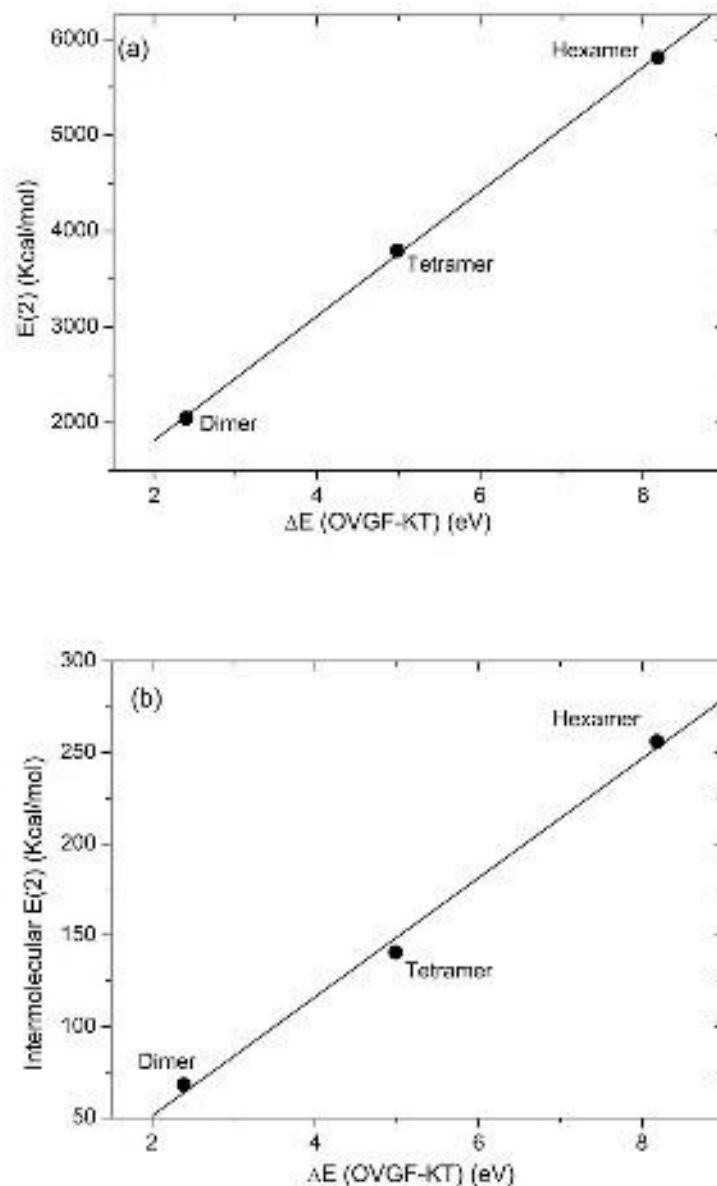 (a)
Hexamer
6000
5000
4000
3000
2000
E(2) (Kcal/mol)
Tetramer
Dimer
2 4 6 8
ΔE (OVGF-KT) (eV)
(b)
Hexamer
300
250
200
150
100
50
Intermolecular E(2) (Kcal/mol)
Tetramer
Dimer
2 4 6 8
ΔE (OVGF-KT) (eV)